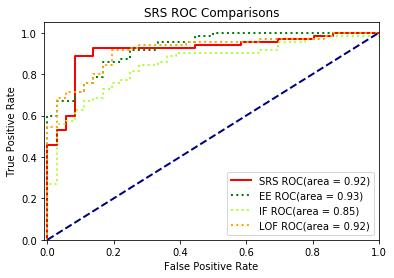 SRS ROC Comparisons
True Positive Rate
1.0
0.8
0.6
0.4
0.2
0.0
SRS ROC(area = 0.92)
EE ROC(area = 0.93)
IF ROC(area = 0.85)
LOF ROC(area = 0.92)
0.0 0.2 0.4 0.6 0.8 1.0
False Positive Rate